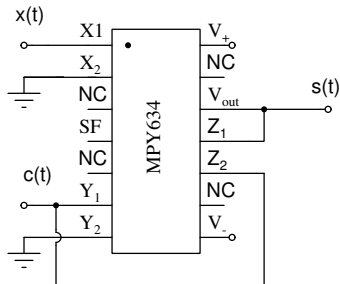 x(t)
X1
V+
X2
NC
NC
Vout
s(t)
SF
MPY634
Z1
NC
Z2
c(t)
Y1
NC
Y2
V-